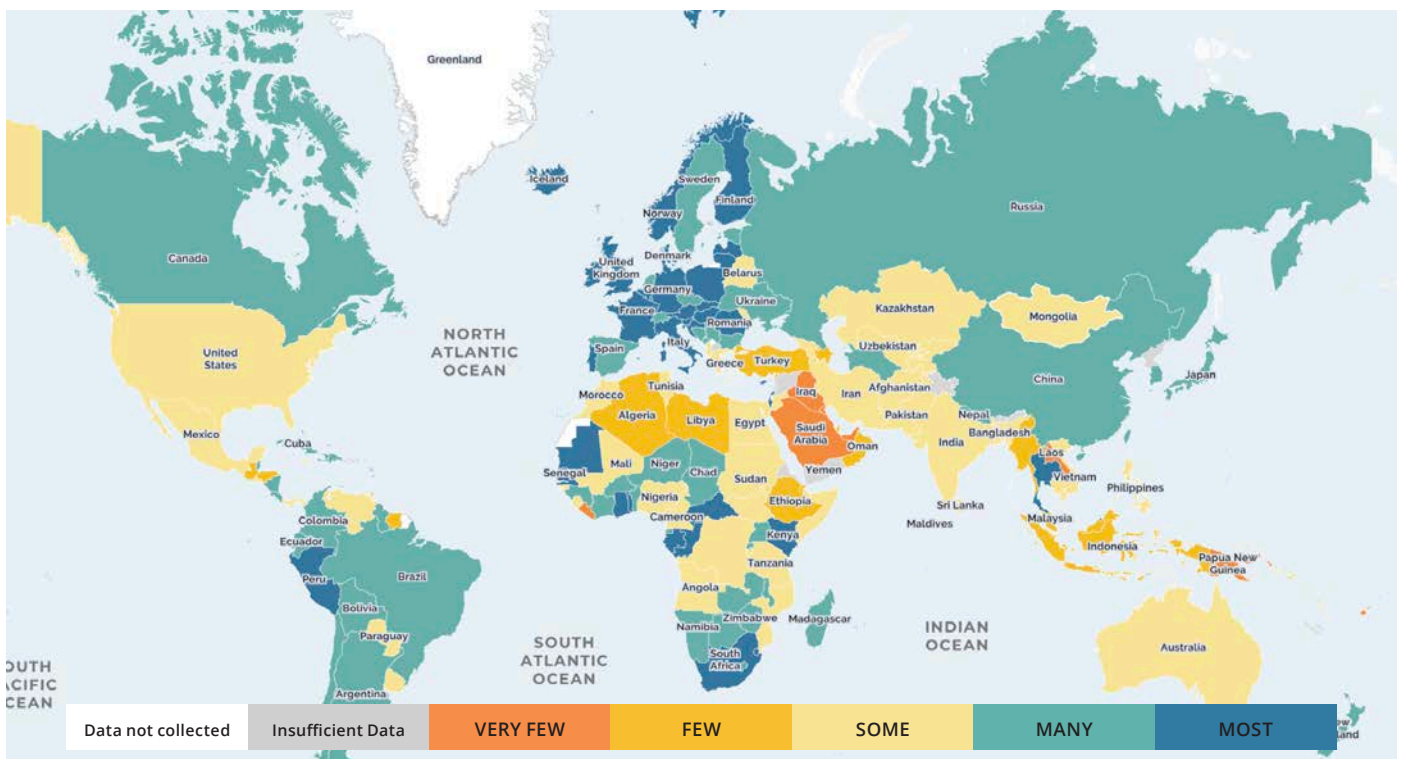 Greenland
Iceland
Sweden
Finland
Norway
Russia
Canada
Denmark
United
Kingdom
Belarus
Germany
Ukraine
France
Romania
Kazakhstan
Mongolia
NORTH
ATLANTIC
OCEAN
Italy
Spain
Greece
Turkey
Uzbekistan
United
States
China
Japan
Tunisia
Morocco
Iraq
Iran
Afghanistan
Algeria
Libya
Egypt
Pakistan
Nepal
Saudi
Arabia
Bangladesh
India
Mexico
Cuba
Oman
Laos
Senegal
Mali
Niger
Chad
Yemen
Vietnam
Sudan
Philippines
Nigeria
Ethiopia
Sri Lanka
Colombia
Cameroon
Maldives
Malaysia
Ecuador
Kenya
Indonesia
Papua New
Guinea
Peru
Brazil
Tanzania
Angola
Bolivia
Zimbabwe
Madagascar
Namibia
INDIAN
OCEAN
Paraguay
SOUTH
ATLANTIC
OCEAN
South
Africa
Australia
OUTH
ACIFIC
CEAN
Argentina
Data not collected
Insufficient Data
VERY FEW
FEW
SOME
MANY
MOST
ew
land